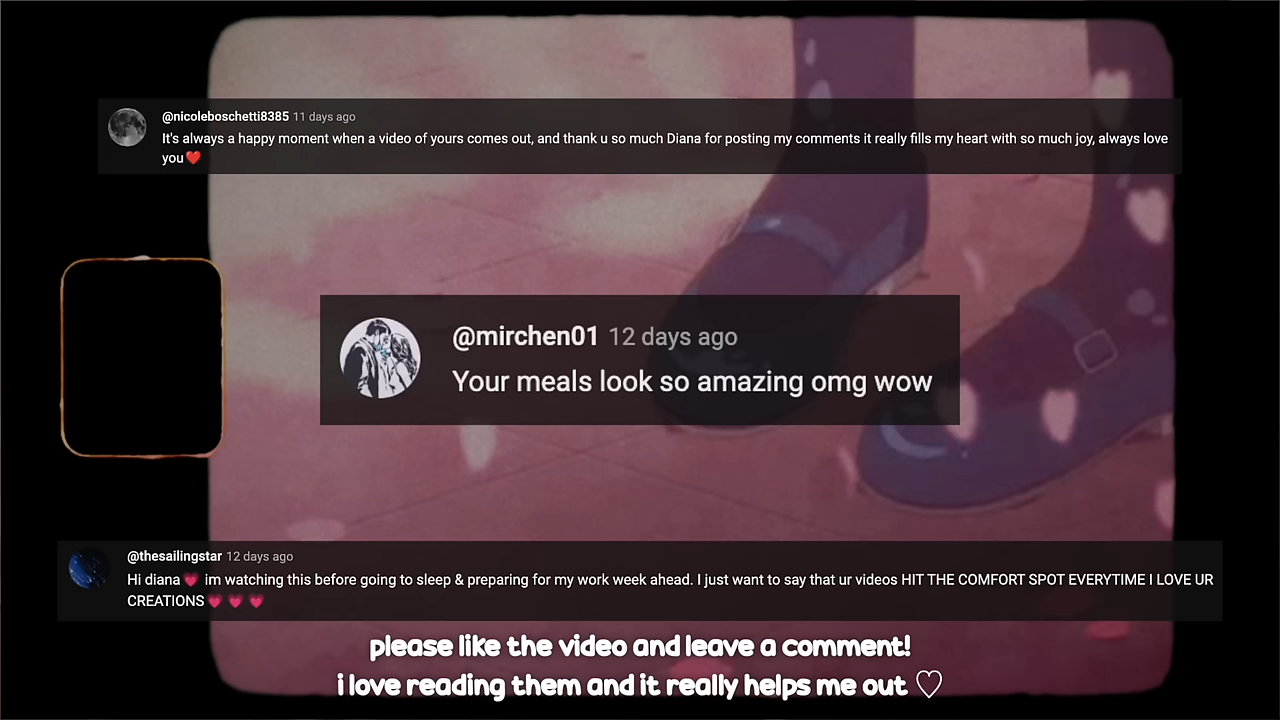 @nicoleboschetti8385 11 days ago
It's always a happy moment when a video of yours comes out, and thank u so much Diana for posting my comments it really fills my heart with so much joy, always love
you❤️
@mirchen01 12 days ago
Your meals look so amazing omg wow
@thesailingstar 12 days ago
Hi diana💗 im watching this before going to sleep & preparing for my work week ahead. I just want to say that ur videos HIT THE COMFORT SPOT EVERYTIME I LOVE UR
CREATIONS💗 💗 💗
please like the video and leave a comment!
i love reading them and it really helps me out ♡